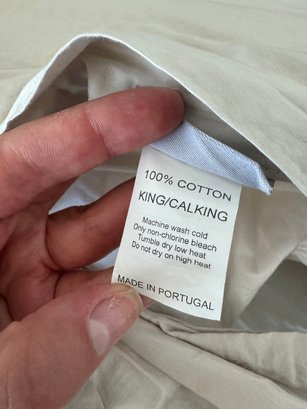 100% COTTON
KING/CALKING
Machine wash cold
Only non-chlorine bleach
Tumble dry low heat
Do not dry on high heat
MADE IN PORTUGAL